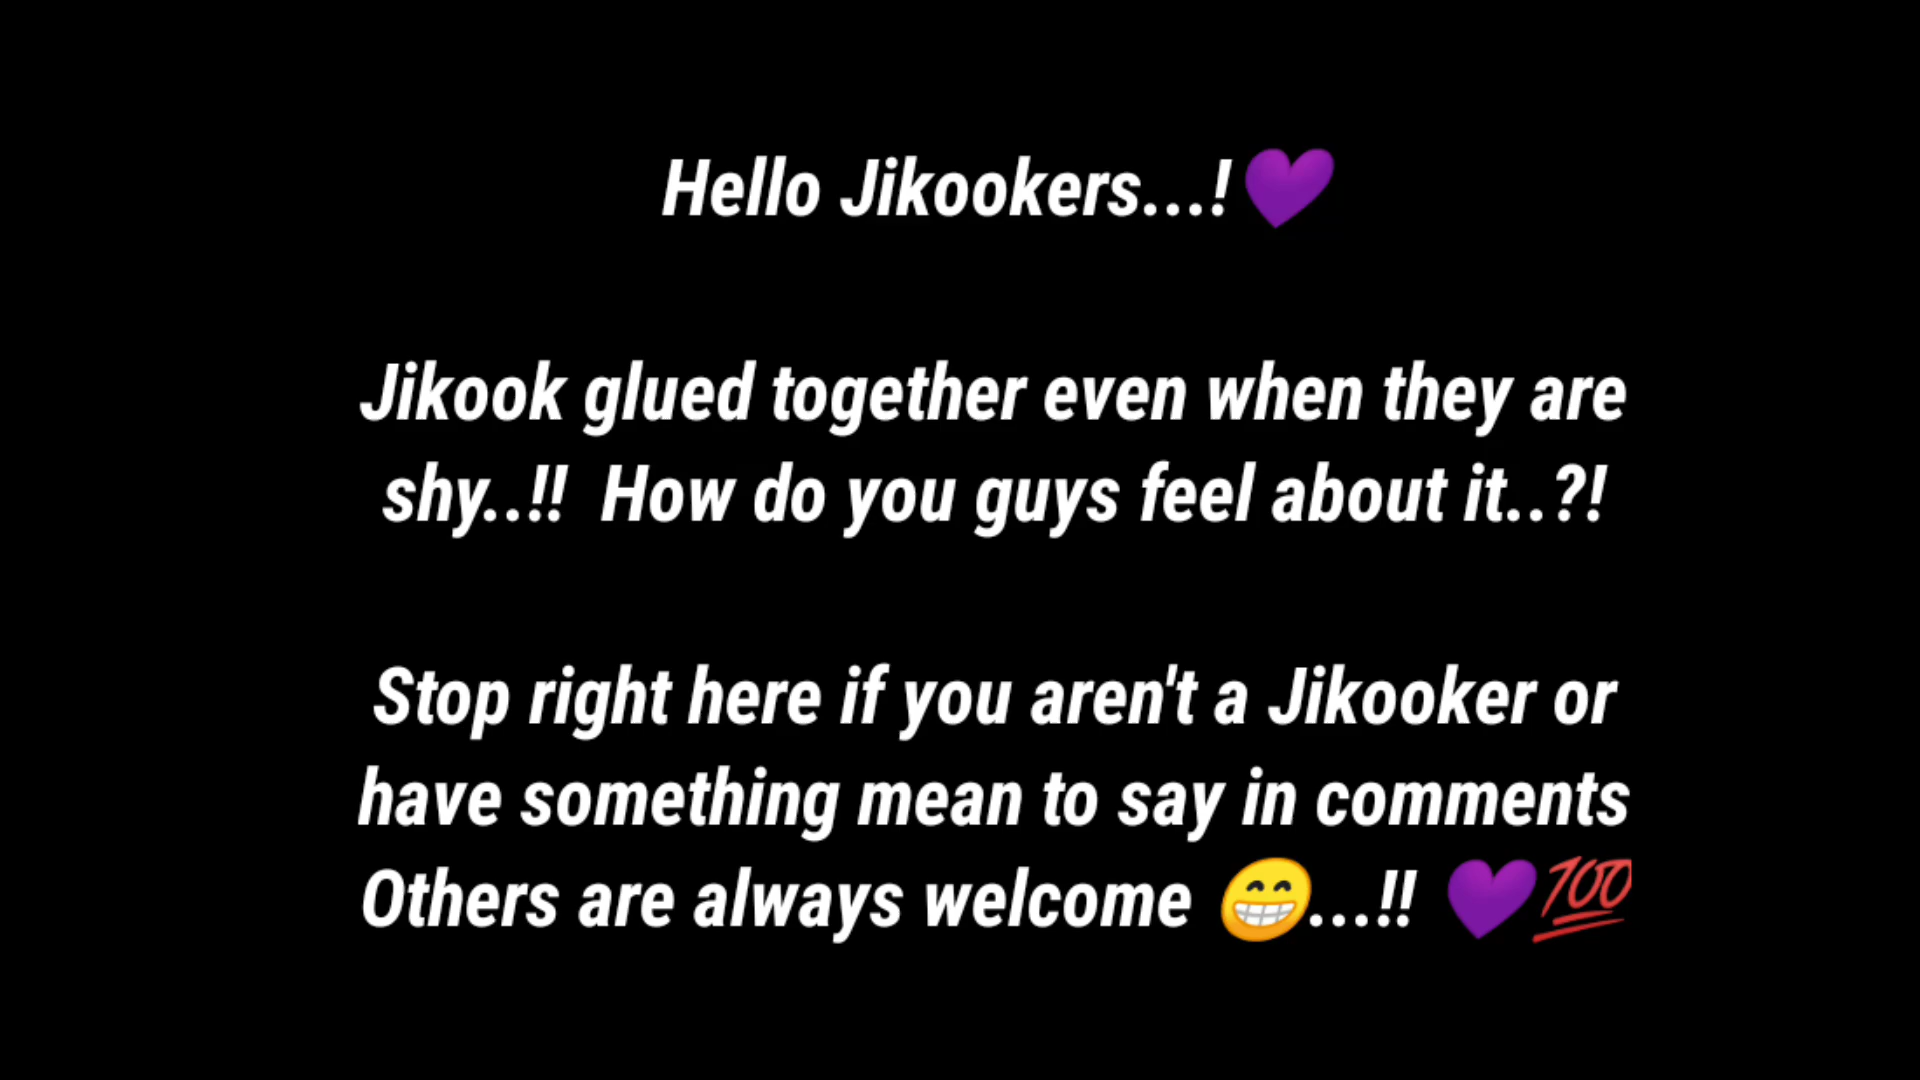 Hello Jikookers...!💜
Jikook glued together even when they are
shy..!!  How do you guys feel about it..?!
Stop right here if you aren't a Jikooker or
have something mean to say in comments
Others are always welcome 😁...!! 💜💯